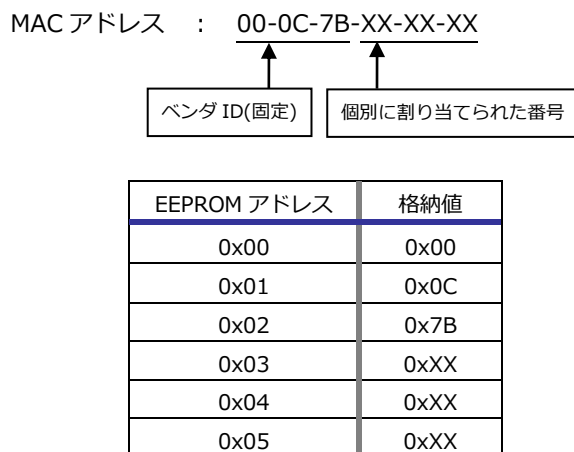 MAC アドレス : 00-0C-7B-XX-XX-XX
ベンダ ID(固定) 個別に割り当てられた番号
EEPROM アドレス 格納値
0x00 0x00
0x01 0x0C
0x02 0x7B
0x03 0xXX
0x04 0xXX
0x05 0xXX